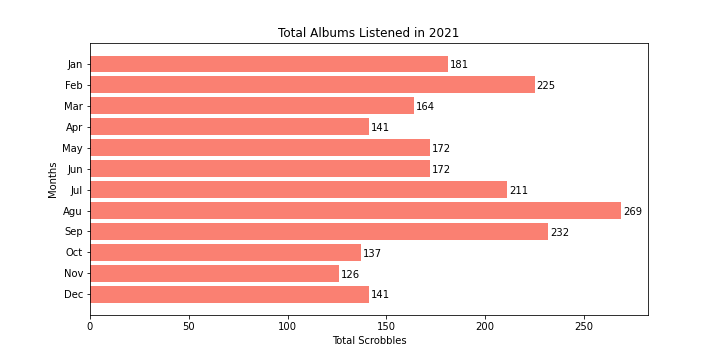 Total Albums Listened in 2021
Months
Jan 181
Feb 225
Mar 164
Apr 141
May 172
Jun 172
Jul 211
Agu 269
Sep 232
Oct 137
Nov 126
Dec 141
0 50 100 150 200 250
Total Scrobbles